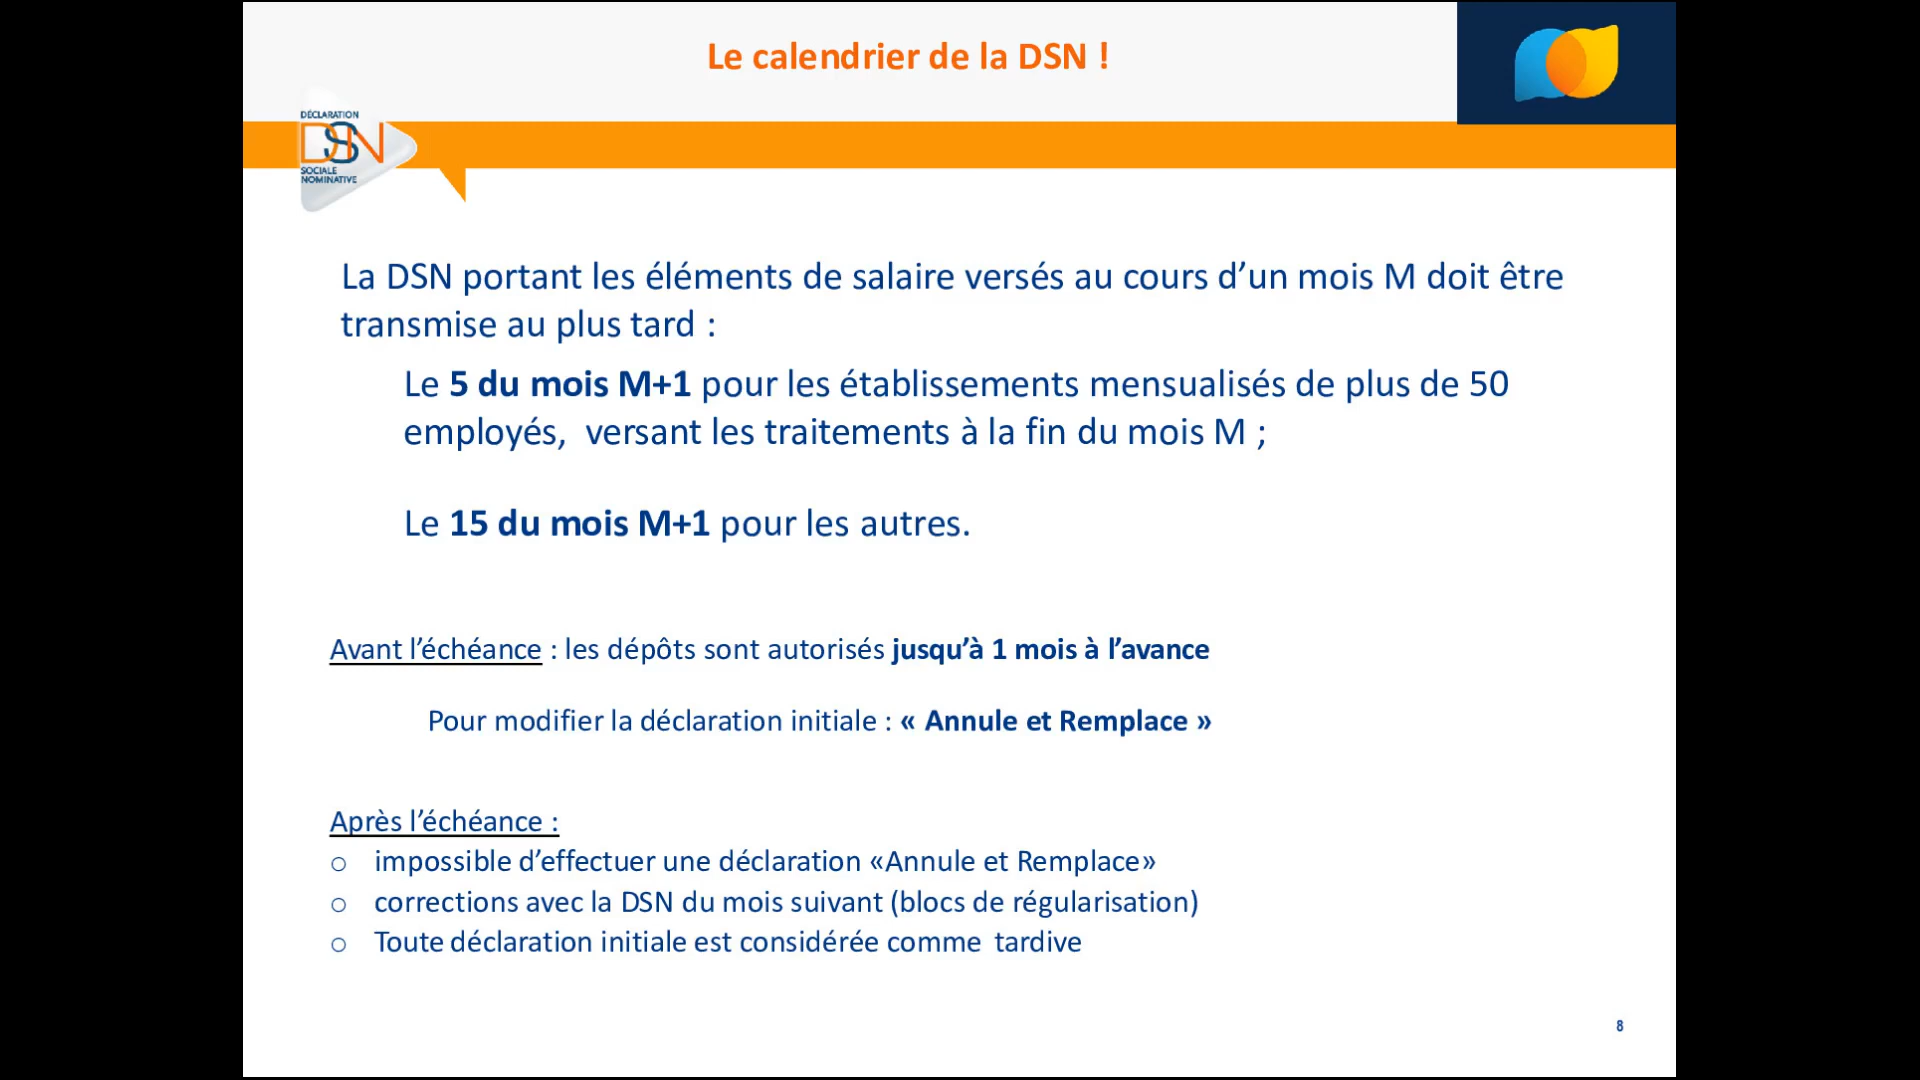 Le calendrier de la DSN !
DÉCLARATION
DSN
SOCIALE
NOMINATIVE
La DSN portant les éléments de salaire versés au cours d’un mois M doit être
transmise au plus tard :
Le 5 du mois M+1 pour les établissements mensualisés de plus de 50
employés, versant les traitements à la fin du mois M ;
Le 15 du mois M+1 pour les autres.
Avant l’échéance : les dépôts sont autorisés jusqu’à 1 mois à l’avance
Pour modifier la déclaration initiale : « Annule et Remplace »
Après l’échéance :
o impossible d’effectuer une déclaration «Annule et Remplace»
o corrections avec la DSN du mois suivant (blocs de régularisation)
o Toute déclaration initiale est considérée comme tardive
8